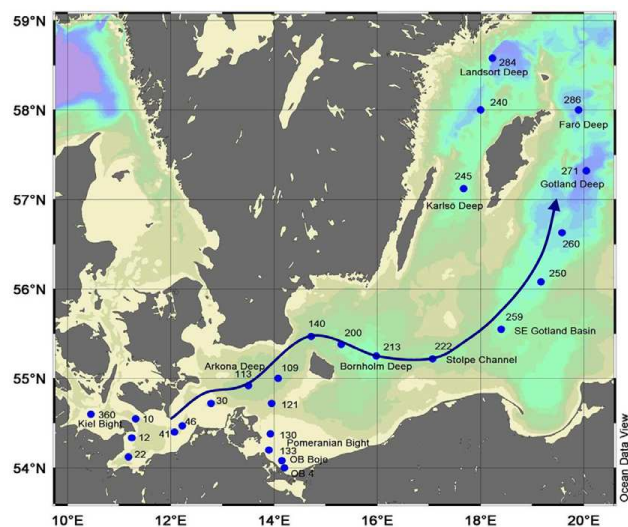 59°N
58°N
57°N
56°N
55°N
54°N
284
Landsort Deep
240
286
Farö Deep
245
Karlsö Deep
271
Gotland Deep
260
250
259
SE Gotland Basin
140
200
213
Bornholm Deep
222
Stolpe Channel
Arkona Deep
113
109
30
121
360
Kiel Bight
10
46
41
12
22
130
Pomeranian Bight
133
OB Boje
OB 4
10°E
12°E
14°E
16°E
18°E
20°E
Ocean Data View